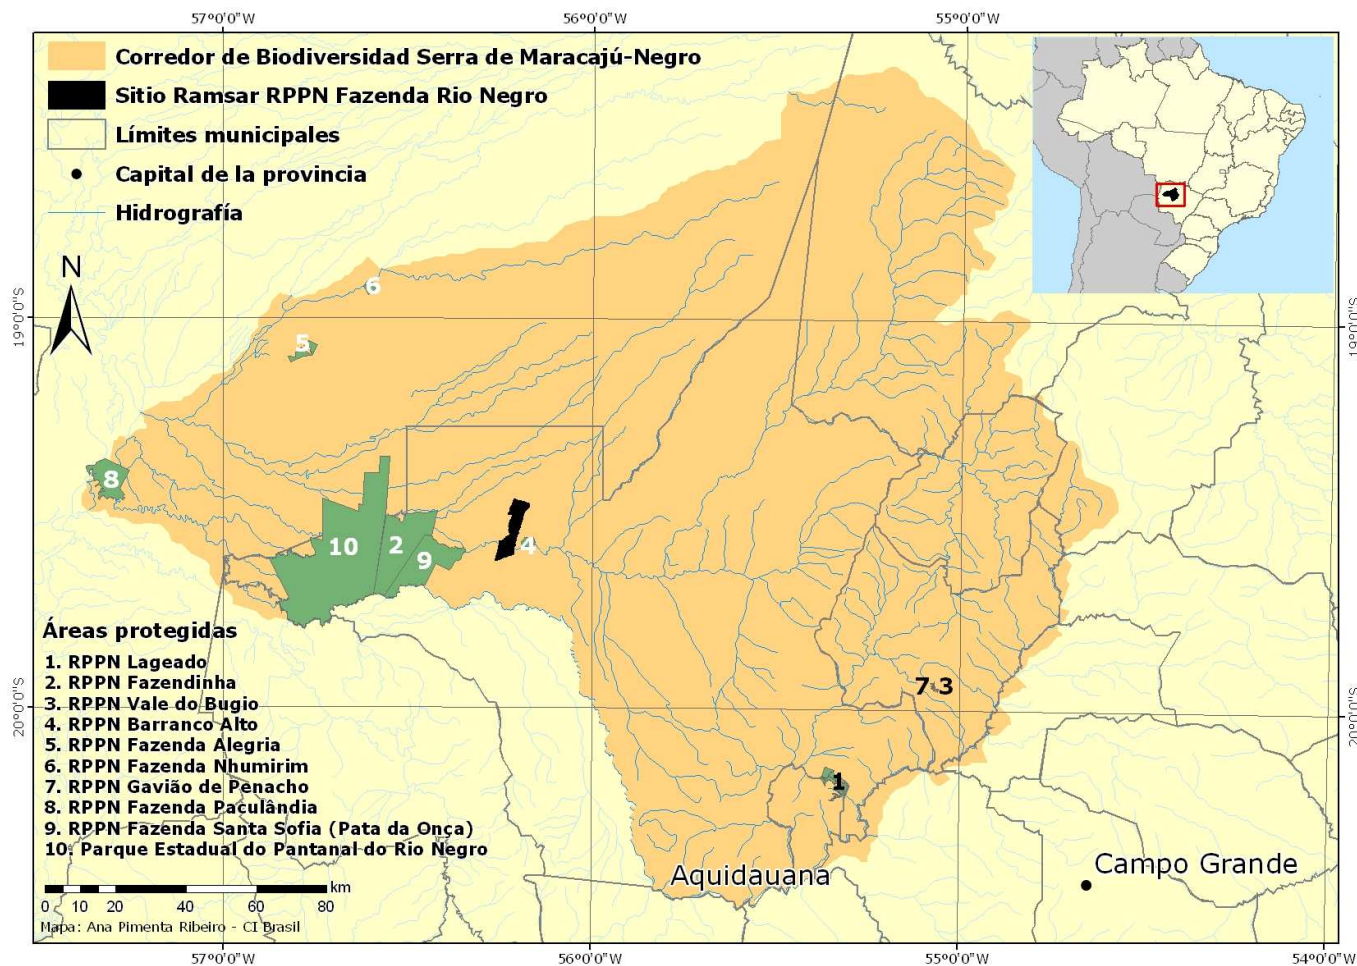 57°0'0"W
56°0'0"W
55°0'0"W
Corredor de Biodiversidad Serra de Maracajú-Negro
Sitio Ramsar RPPN Fazenda Rio Negro
Límites municipales
Capital de la provincia
Hidrografía
N
6
19°0'0"S
19°0'0"S
5
8
10
2
9
4
Áreas protegidas
1. RPPN Lageado
2. RPPN Fazendinha
3. RPPN Vale do Bugio
4. RPPN Barranco Alto
5. RPPN Fazenda Alegria
6. RPPN Fazenda Nhumirim
7. RPPN Gavião de Penacho
8. RPPN Fazenda Paculândia
9. RPPN Fazenda Santa Sofia (Pata da Onça)
10. Parque Estadual do Pantanal do Rio Negro
7 3
20°0'0"S
20°0'0"S
1
Aquidauana
Campo Grande
km
0 10 20 40 60 80
Mapa: Ana Pimenta Ribeiro - CI Brasil
57°0'0"W
56°0'0"W
55°0'0"W
54°0'0"W